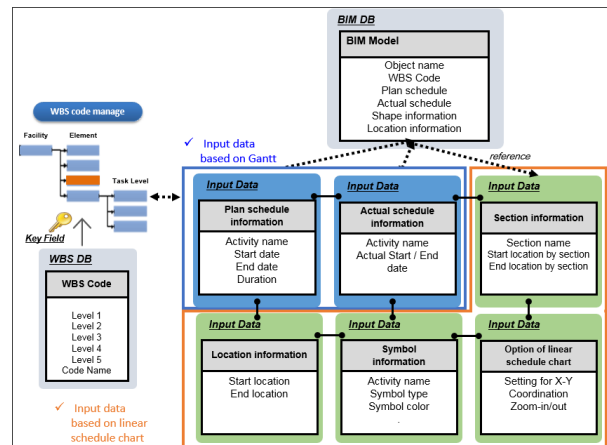 BIM DB
BIM Model
Object name
WBS Code
Plan schedule
Actual schedule
Shape information
Location information
WBS code manage
Facility
Element
Task Level
Key Field
WBS DB
WBS Code
Level 1
Level 2
Level 3
Level 4
Level 5
Code Name
✓ Input data
based on Gantt
reference
Input Data
Plan schedule
information
Activity name
Start date
End date
Duration
Input Data
Actual schedule
information
Activity name
Actual Start / End
date
Input Data
Section information
Section name
Start location by section
End location by section
Input Data
Location information
Start location
End location
Input Data
Symbol
information
Activity name
Symbol type
Symbol color
.
Input Data
Option of linear
schedule chart
Setting for X-Y
Coordination
Zoom-in/out
✓ Input data
based on linear
schedule chart